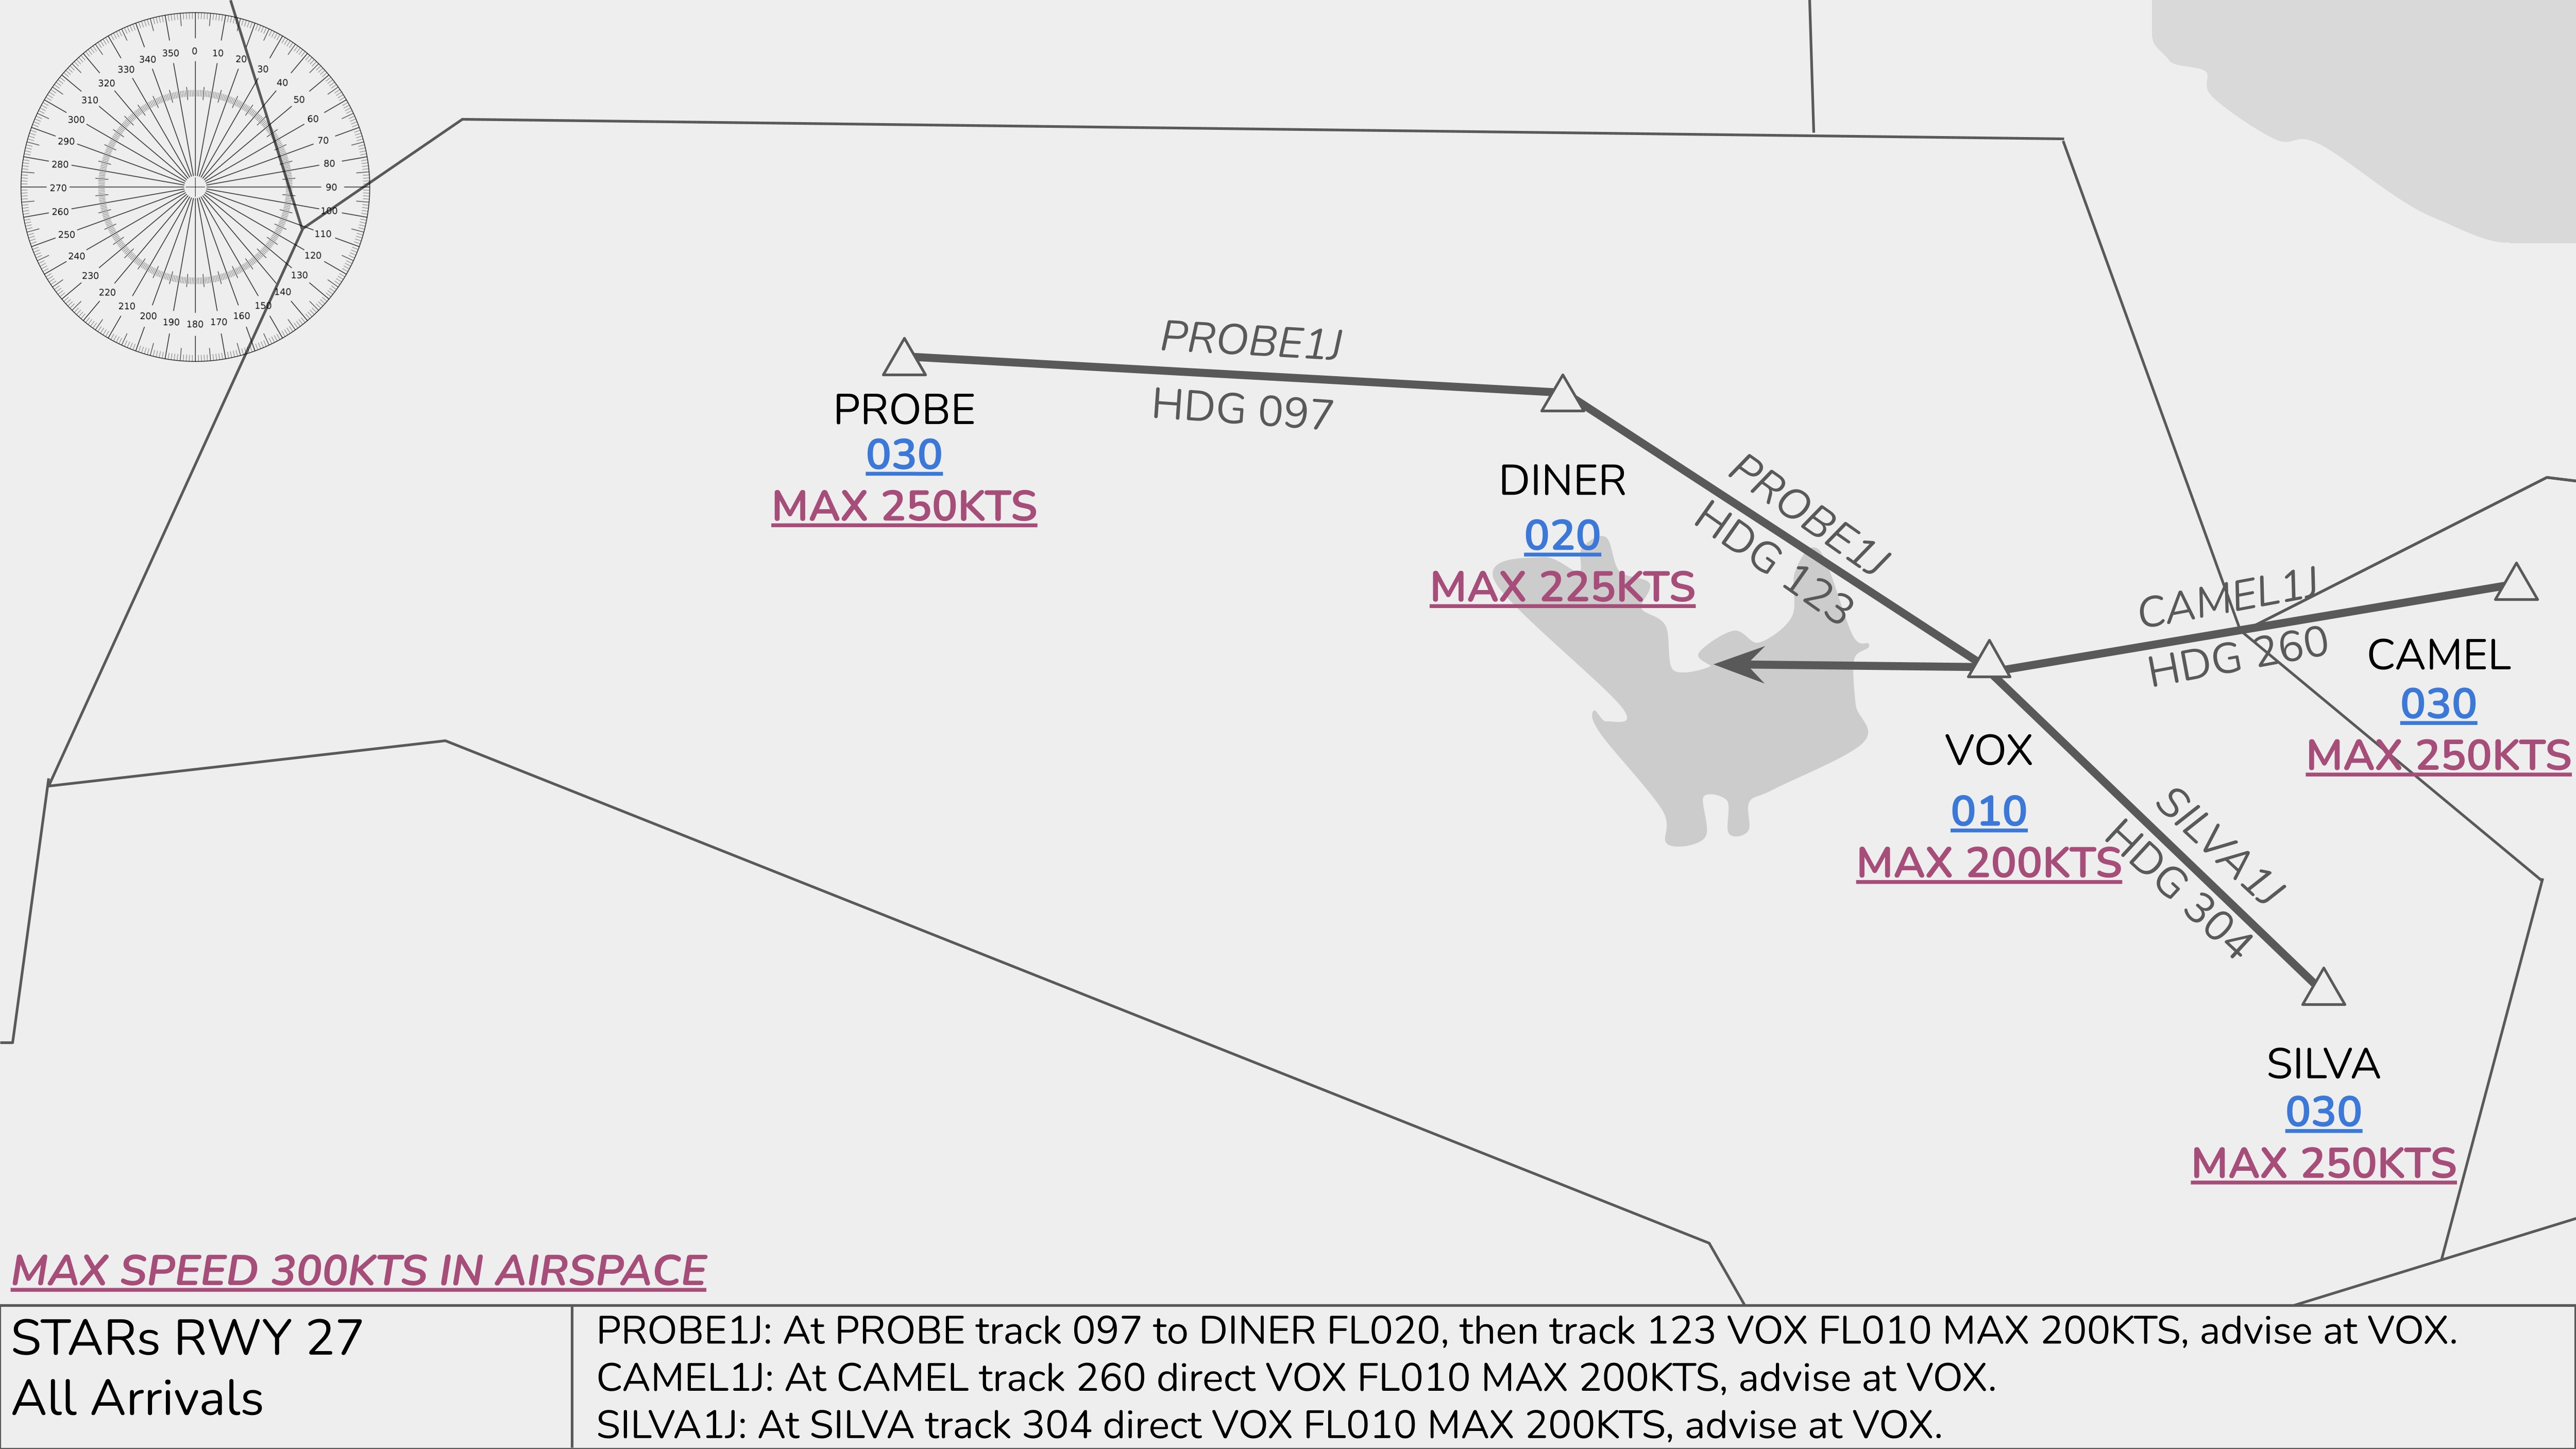 0
10
20
30
40
50
60
70
80
90
100
110
120
130
140
150
160
170
180
190
200
210
220
230
240
250
260
270
280
290
300
310
320
330
340
350
PROBE1J
HDG 097
PROBE
030
MAX 250KTS
DINER
020
MAX 225KTS
PROBE1J
HDG 123
CAMEL1J
HDG 260
CAMEL
030
MAX 250KTS
VOX
010
MAX 200KTS
SILVA1J
HDG 304
SILVA
030
MAX 250KTS
MAX SPEED 300KTS IN AIRSPACE
STARs RWY 27
All Arrivals
PROBE1J: At PROBE track 097 to DINER FL020, then track 123 VOX FL010 MAX 200KTS, advise at VOX.
CAMEL1J: At CAMEL track 260 direct VOX FL010 MAX 200KTS, advise at VOX.
SILVA1J: At SILVA track 304 direct VOX FL010 MAX 200KTS, advise at VOX.